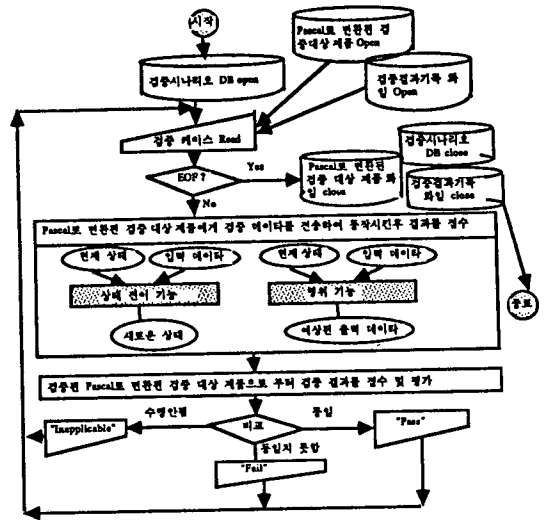 시작
Pascal로 변환된 검
증대상 제품 Open
검증시나리오 DB open
검증결과기록 화
일 Open
검증 케이스 Read
EOF?
Yes
No
Pascal로 변환된
검증 대상 제품 화
일 close
검증시나리오
DB close
검증결과기록
화일 close
Pascal로 변환된 검증 대상 제품에게 검증 데이타를 전송하여 동작시킨후 결과를 접수
현재 상태
입력 데이타
현재 상태
입력 데이타
상태 전이 기능
행위 기능
새로운 상태
예상된 출력 데이타
종료
검증된 Pascal로 변환된 검증 대상 제품으로 부터 검증 결과를 접수 및 평가
수행안됨
비교
동일
"Inapplicable"
"Pass"
동일치 못함
"Fail"